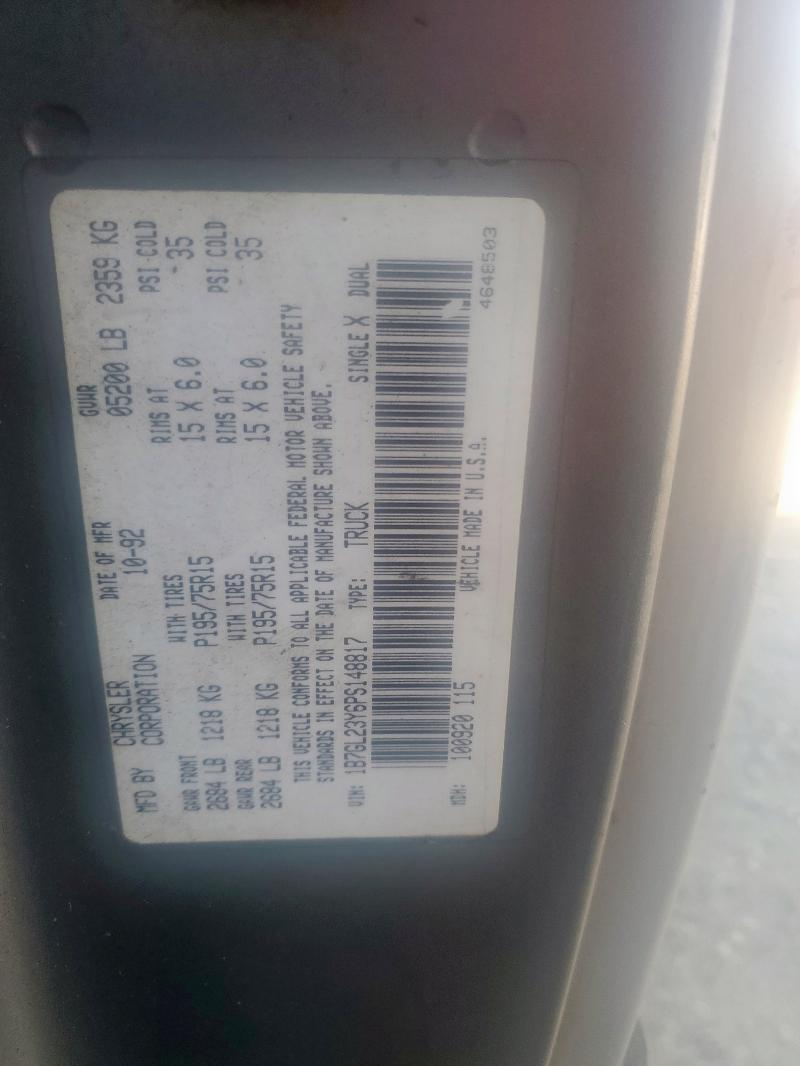 MFD BY CHRYSLER CORPORATION DATE OF MFR 10-92 GVWR 05200 LB 2359 KG
GAWR FRONT WITH TIRES RIMS AT PSI COLD
2684 LB 1218 KG P195/75R15 15 X 6.0 35
GAWR REAR WITH TIRES RIMS AT PSI COLD
2684 LB 1218 KG P195/75R15 15 X 6.0 35
THIS VEHICLE CONFORMS TO ALL APPLICABLE FEDERAL MOTOR VEHICLE SAFETY
STANDARDS IN EFFECT ON THE DATE OF MANUFACTURE SHOWN ABOVE.
VIN: 1B7GL23Y6PS148817 TYPE: TRUCK SINGLE X DUAL
MDH: 100920 115 VEHICLE MADE IN U.S.A. 4648503